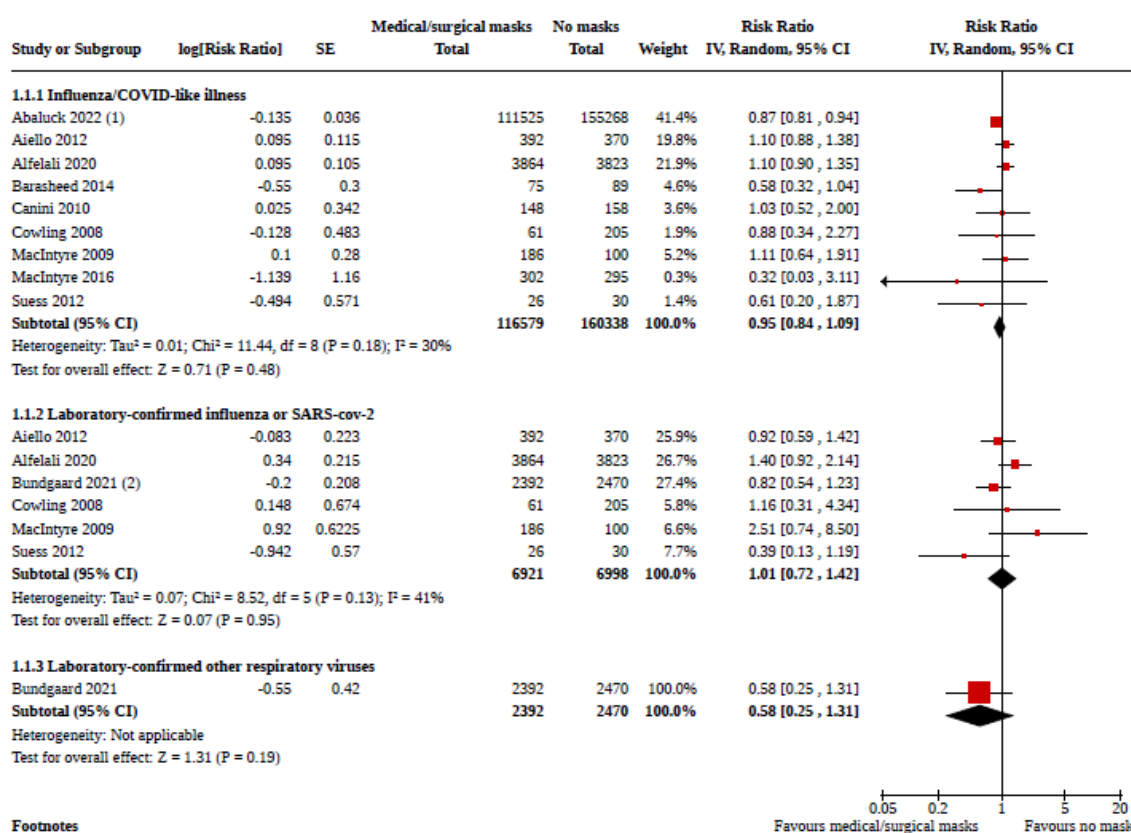 Medical/surgical masks No masks Risk Ratio Risk Ratio
Study or Subgroup log[Risk Ratio] SE Total Total Weight IV, Random, 95% CI IV, Random, 95% CI
1.1.1 Influenza/COVID-like illness
Abaluck 2022 (1) -0.135 0.036 111525 155268 41.4% 0.87 [0.81 , 0.94]
Aiello 2012 0.095 0.115 392 370 19.8% 1.10 [0.88 , 1.38]
Alfelali 2020 0.095 0.105 3864 3823 21.9% 1.10 [0.90 , 1.35]
Barasheed 2014 -0.55 0.3 75 89 4.6% 0.58 [0.32 , 1.04]
Canini 2010 0.025 0.342 148 158 3.6% 1.03 [0.52 , 2.00]
Cowling 2008 -0.128 0.483 61 205 1.9% 0.88 [0.34 , 2.27]
MacIntyre 2009 0.1 0.28 186 100 5.2% 1.11 [0.64 , 1.91]
MacIntyre 2016 -1.139 1.16 302 295 0.3% 0.32 [0.03 , 3.11]
Suess 2012 -0.494 0.571 26 30 1.4% 0.61 [0.20 , 1.87]
Subtotal (95% CI) 116579 160338 100.0% 0.95 [0.84 , 1.09]
Heterogeneity: Tau² = 0.01; Chi² = 11.44, df = 8 (P = 0.18); I² = 30%
Test for overall effect: Z = 0.71 (P = 0.48)
1.1.2 Laboratory-confirmed influenza or SARS-cov-2
Aiello 2012 -0.083 0.223 392 370 25.9% 0.92 [0.59 , 1.42]
Alfelali 2020 0.34 0.215 3864 3823 26.7% 1.40 [0.92 , 2.14]
Bundgaard 2021 (2) -0.2 0.208 2392 2470 27.4% 0.82 [0.54 , 1.23]
Cowling 2008 0.148 0.674 61 205 5.8% 1.16 [0.31 , 4.34]
MacIntyre 2009 0.92 0.6225 186 100 6.6% 2.51 [0.74 , 8.50]
Suess 2012 -0.942 0.57 26 30 7.7% 0.39 [0.13 , 1.19]
Subtotal (95% CI) 6921 6998 100.0% 1.01 [0.72 , 1.42]
Heterogeneity: Tau² = 0.07; Chi² = 8.52, df = 5 (P = 0.13); I² = 41%
Test for overall effect: Z = 0.07 (P = 0.95)
1.1.3 Laboratory-confirmed other respiratory viruses
Bundgaard 2021 -0.55 0.42 2392 2470 100.0% 0.58 [0.25 , 1.31]
Subtotal (95% CI) 2392 2470 100.0% 0.58 [0.25 , 1.31]
Heterogeneity: Not applicable
Test for overall effect: Z = 1.31 (P = 0.19)
0.05 0.2 1 5 20
Footnotes Favours medical/surgical masks Favours no mask